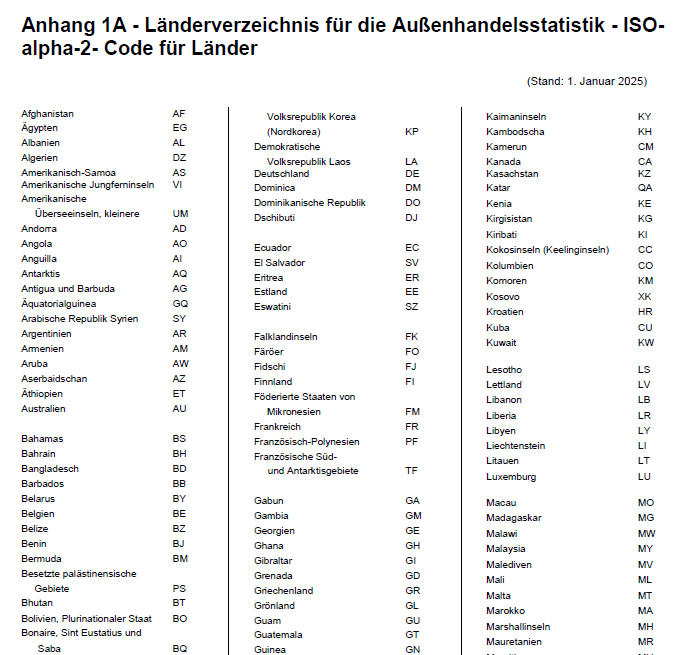 Anhang 1A - Länderverzeichnis für die Außenhandelsstatistik - ISO-
alpha-2- Code für Länder
(Stand: 1. Januar 2025)
Afghanistan AF
Ägypten EG
Albanien AL
Algerien DZ
Amerikanisch-Samoa AS
Amerikanische Jungferninseln VI
Amerikanische
Überseeinseln, kleinere UM
Andorra AD
Angola AO
Anguilla AI
Antarktis AQ
Antigua und Barbuda AG
Äquatorialguinea GQ
Arabische Republik Syrien SY
Argentinien AR
Armenien AM
Aruba AW
Aserbaidschan AZ
Äthiopien ET
Australien AU
Bahamas BS
Bahrain BH
Bangladesch BD
Barbados BB
Belarus BY
Belgien BE
Belize BZ
Benin BJ
Bermuda BM
Besetzte palästinensische
Gebiete PS
Bhutan BT
Bolivien, Plurinationaler Staat BO
Bonaire, Sint Eustatius und
Saba BQ
Volksrepublik Korea
(Nordkorea) KP
Demokratische
Volksrepublik Laos LA
Deutschland DE
Dominica DM
Dominikanische Republik DO
Dschibuti DJ
Ecuador EC
El Salvador SV
Eritrea ER
Estland EE
Eswatini SZ
Falklandinseln FK
Färöer FO
Fidschi FJ
Finnland FI
Föderierte Staaten von
Mikronesien FM
Frankreich FR
Französisch-Polynesien PF
Französische Süd-
und Antarktisgebiete TF
Gabun GA
Gambia GM
Georgien GE
Ghana GH
Gibraltar GI
Grenada GD
Griechenland GR
Grönland GL
Guam GU
Guatemala GT
Guinea GN
Kaimaninseln KY
Kambodscha KH
Kamerun CM
Kanada CA
Kasachstan KZ
Katar QA
Kenia KE
Kirgisistan KG
Kiribati KI
Kokosinseln (Keelinginseln) CC
Kolumbien CO
Komoren KM
Kosovo XK
Kroatien HR
Kuba CU
Kuwait KW
Lesotho LS
Lettland LV
Libanon LB
Liberia LR
Libyen LY
Liechtenstein LI
Litauen LT
Luxemburg LU
Macau MO
Madagaskar MG
Malawi MW
Malaysia MY
Malediven MV
Mali ML
Malta MT
Marokko MA
Marshallinseln MH
Mauretanien MR